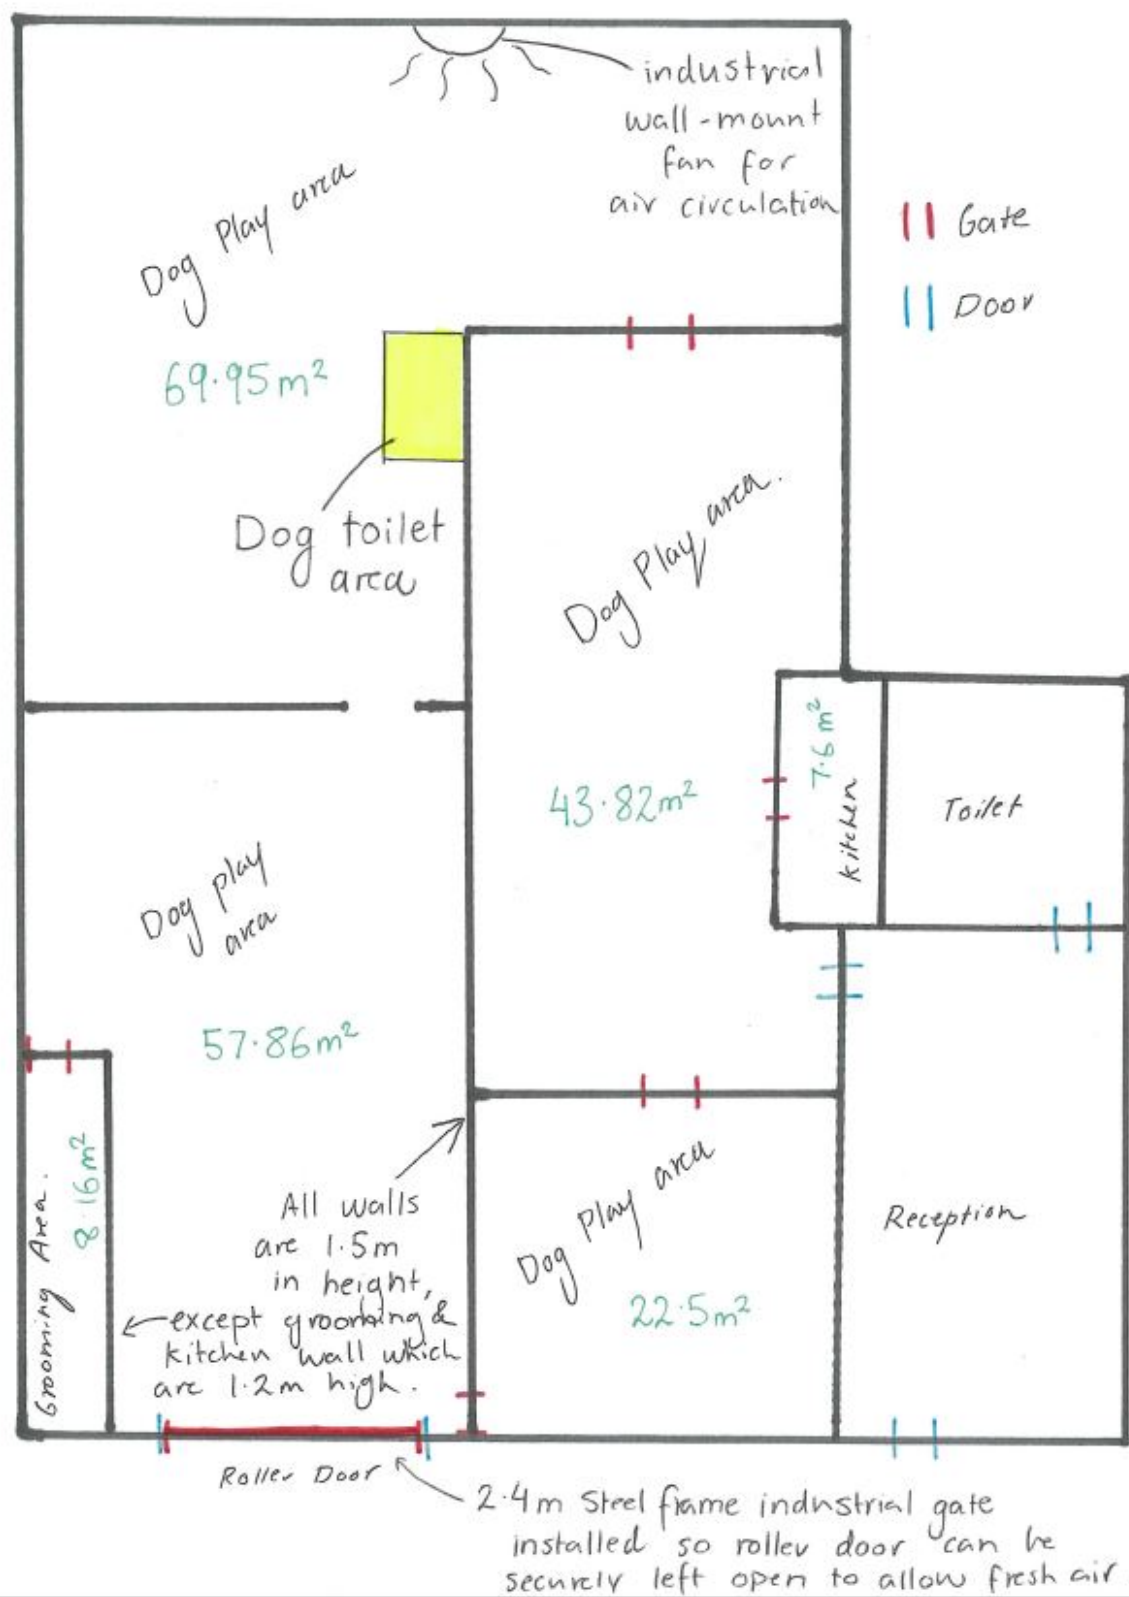 industrial
wall-mount
fan for
air circulation
Gate
Door
Dog Play area
69.95m²
Dog toilet
area
Dog Play area.
43.82m²
7.6m²
Kitchen
Toilet
Dog play
area
57.86m²
Grooming Area.
8.16m²
All walls
are 1.5m
in height,
except grooming &
kitchen wall which
are 1.2m high.
Dog Play area
22.5m²
Reception
Roller Door
2.4m Steel frame industrial gate
installed so roller door can be
securely left open to allow fresh air